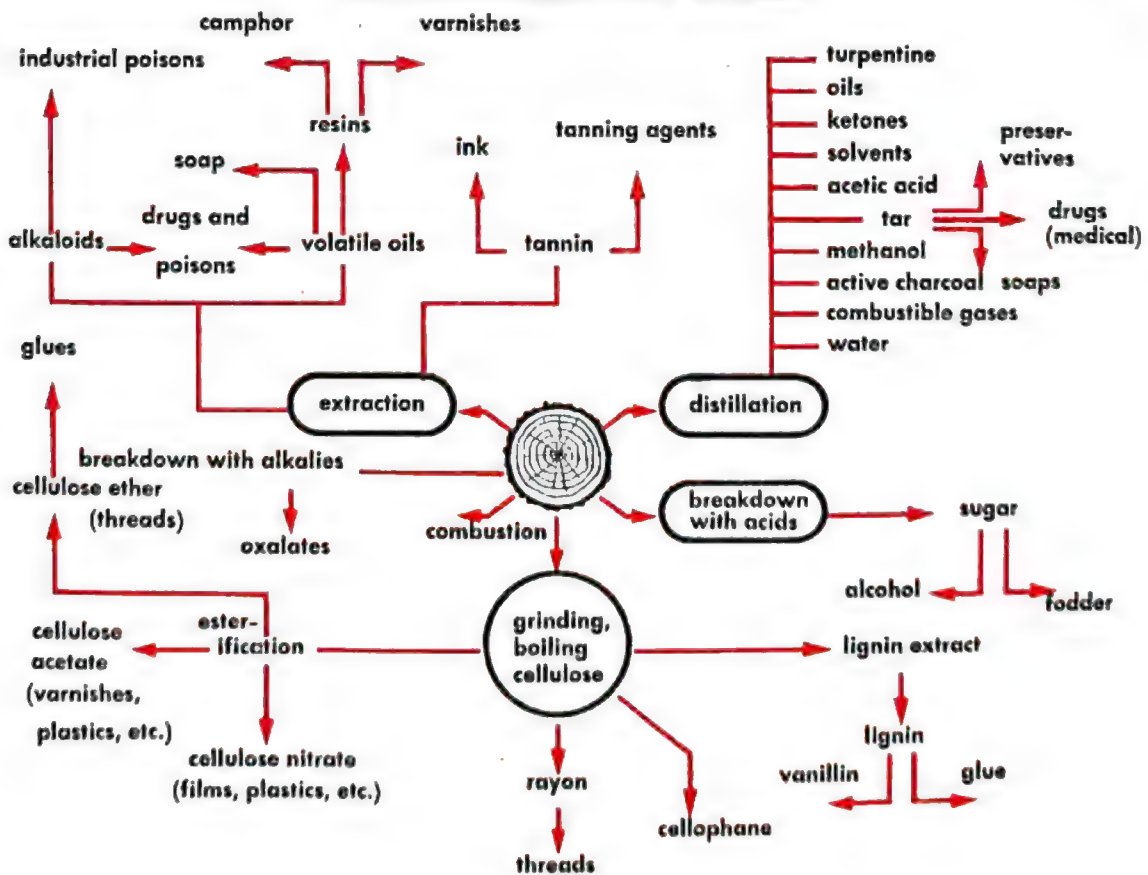 camphor
varnishes
industrial poisons
resins
ink
tanning agents
soap
drugs and
poisons
alkaloids
volatile oils
tannin
turpentine
oils
ketones
solvents
acetic acid
tar
methanol
active charcoal
combustible gases
water
preser-
vatives
drugs
(medical)
soaps
glues
extraction
distillation
breakdown with alkalies
cellulose ether
(threads)
oxalates
combustion
breakdown
with acids
sugar
alcohol
fodder
grinding,
boiling
cellulose
ester-
ification
cellulose
acetate
(varnishes,
plastics, etc.)
cellulose nitrate
(films, plastics, etc.)
rayon
threads
cellophane
lignin extract
lignin
vanillin
glue